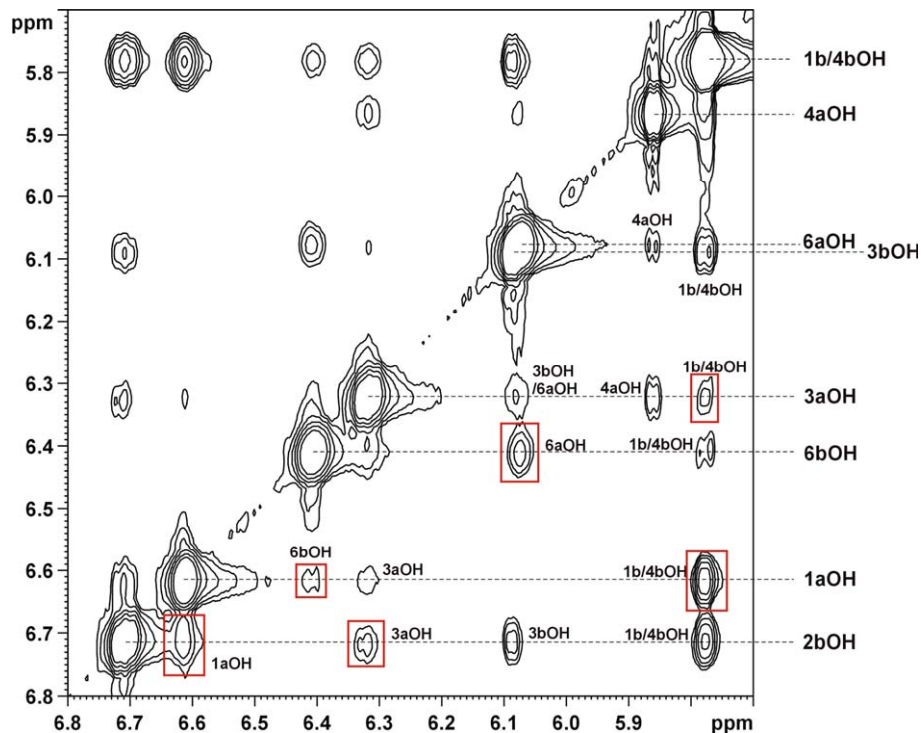 ppm
5.8
5.9
6.0
6.1
6.2
6.3
6.4
6.5
6.6
6.7
6.8
1b/4bOH
4aOH
4aOH
6aOH
3bOH
1b/4bOH
3bOH
/6aOH
4aOH
1b/4bOH
3aOH
6aOH
1b/4bOH
6bOH
6bOH
3aOH
1b/4bOH
1aOH
1aOH
3aOH
3bOH
1b/4bOH
2bOH
6.8 6.7 6.6 6.5 6.4 6.3 6.2 6.1 6.0 5.9 ppm